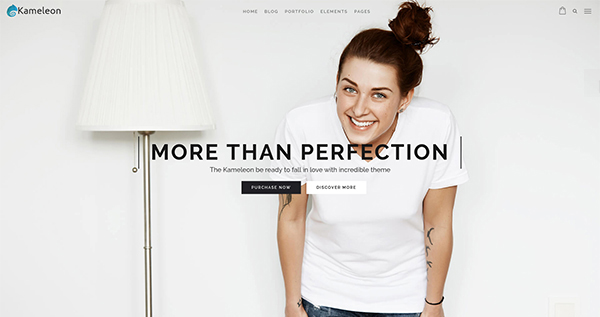 Kameleon
HOME BLOG PORTFOLIO ELEMENTS PAGES
MORE THAN PERFECTION
The Kameleon be ready to fall in love with incredible theme
PURCHASE NOW
DISCOVER MORE